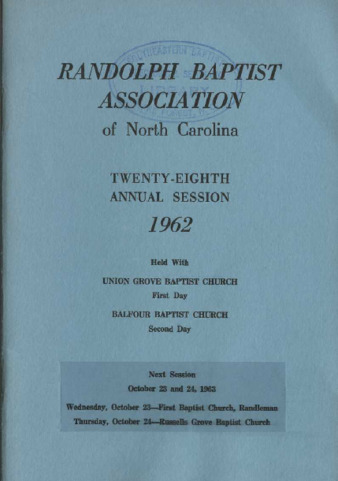 RANDOLPH BAPTIST
ASSOCIATION
of North Carolina
TWENTY-EIGHTH
ANNUAL SESSION
1962
Held With
UNION GROVE BAPTIST CHURCH
First Day
BALFOUR BAPTIST CHURCH
Second Day
Next Session
October 23 and 24, 1963
Wednesday, October 23—First Baptist Church, Randleman
Thursday, October 24—Russells Grove Baptist Church